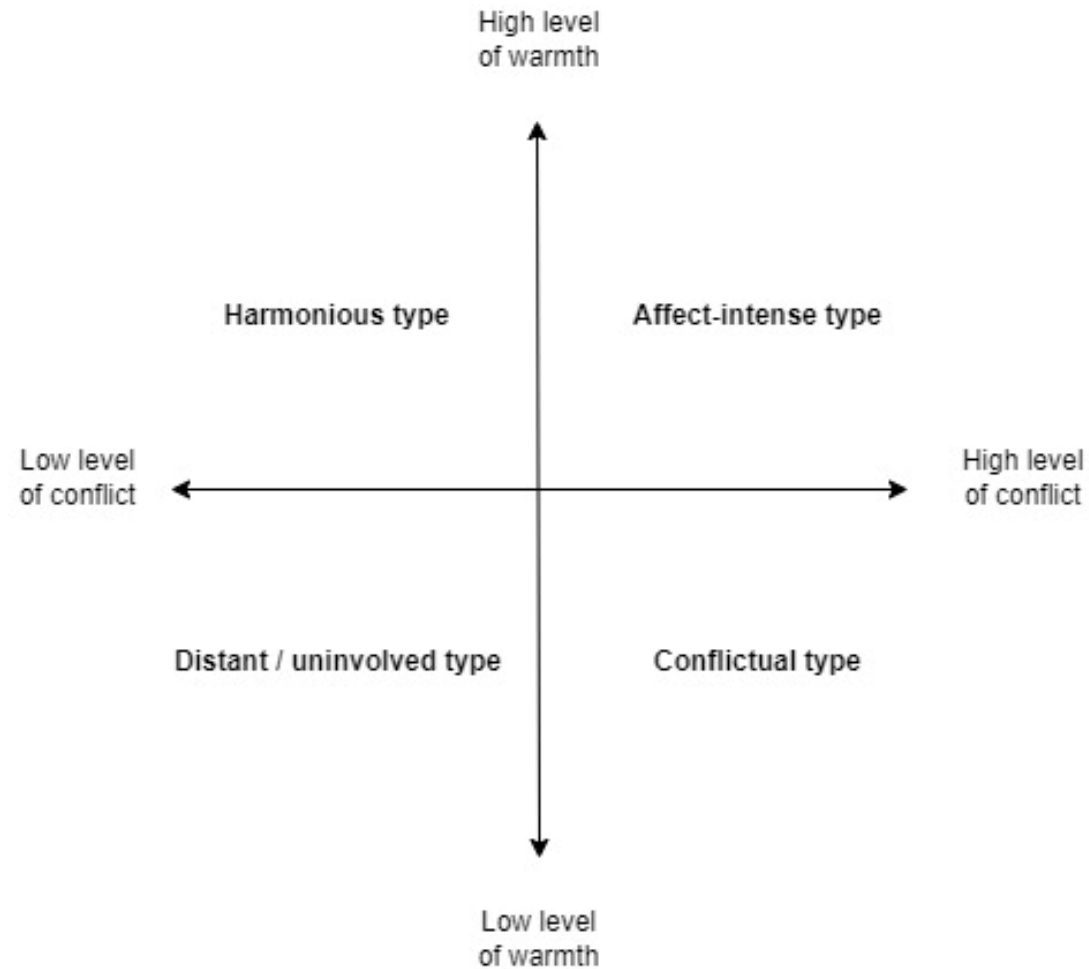 High level
of warmth
Harmonious type
Affect-intense type
Low level
of conflict
High level
of conflict
Distant / uninvolved type
Conflictual type
Low level
of warmth